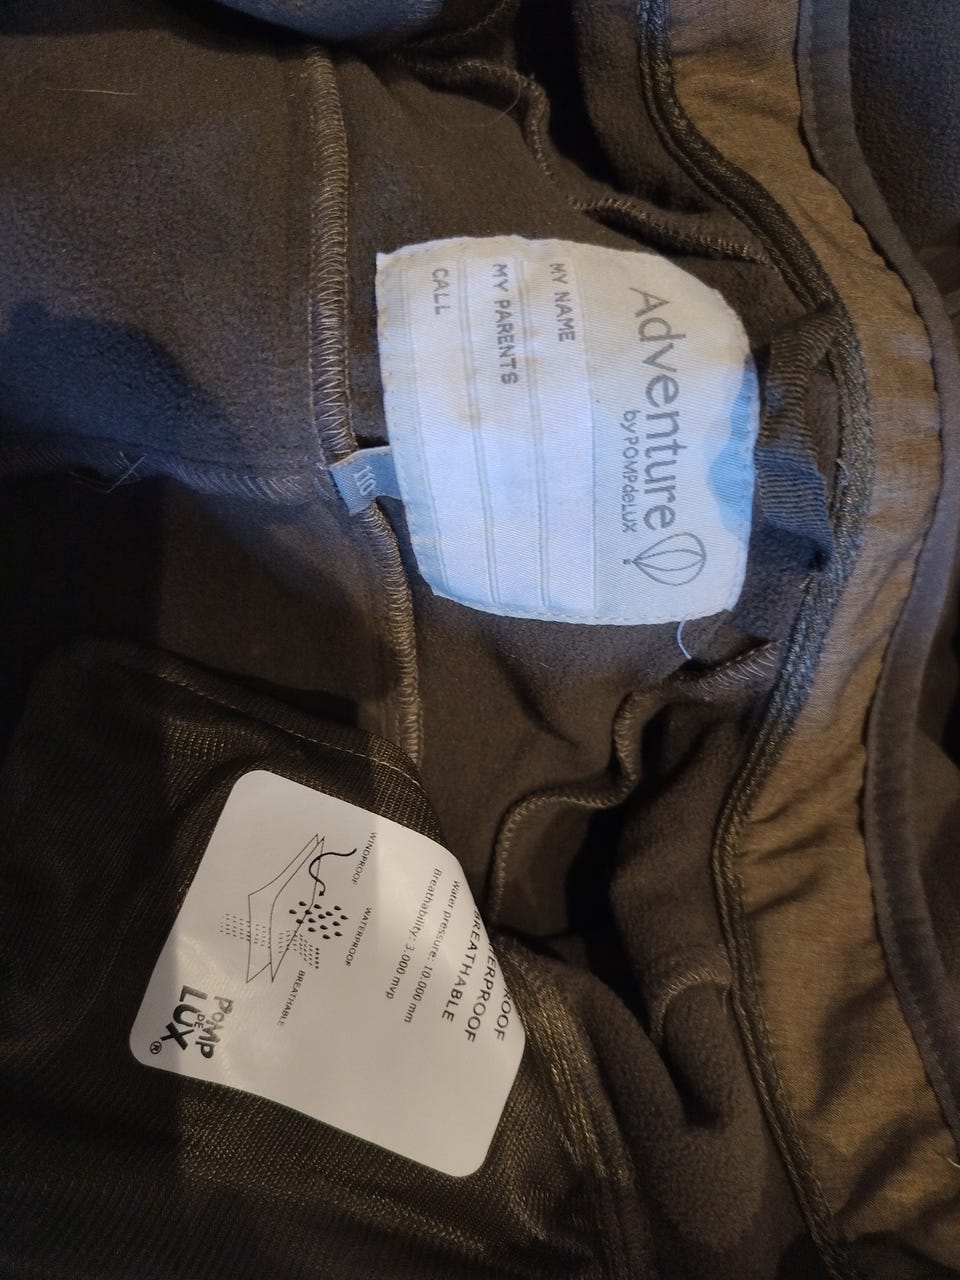 Adventure
by POMPdeLUX
MY NAME
MY PARENTS
CALL
110
BREATHABLE
Water pressure: 10.000 mm
Breathability: 3.000 mvp
WINDPROOF
WATERPROOF
BREATHABLE
POMP
DE
LUX®